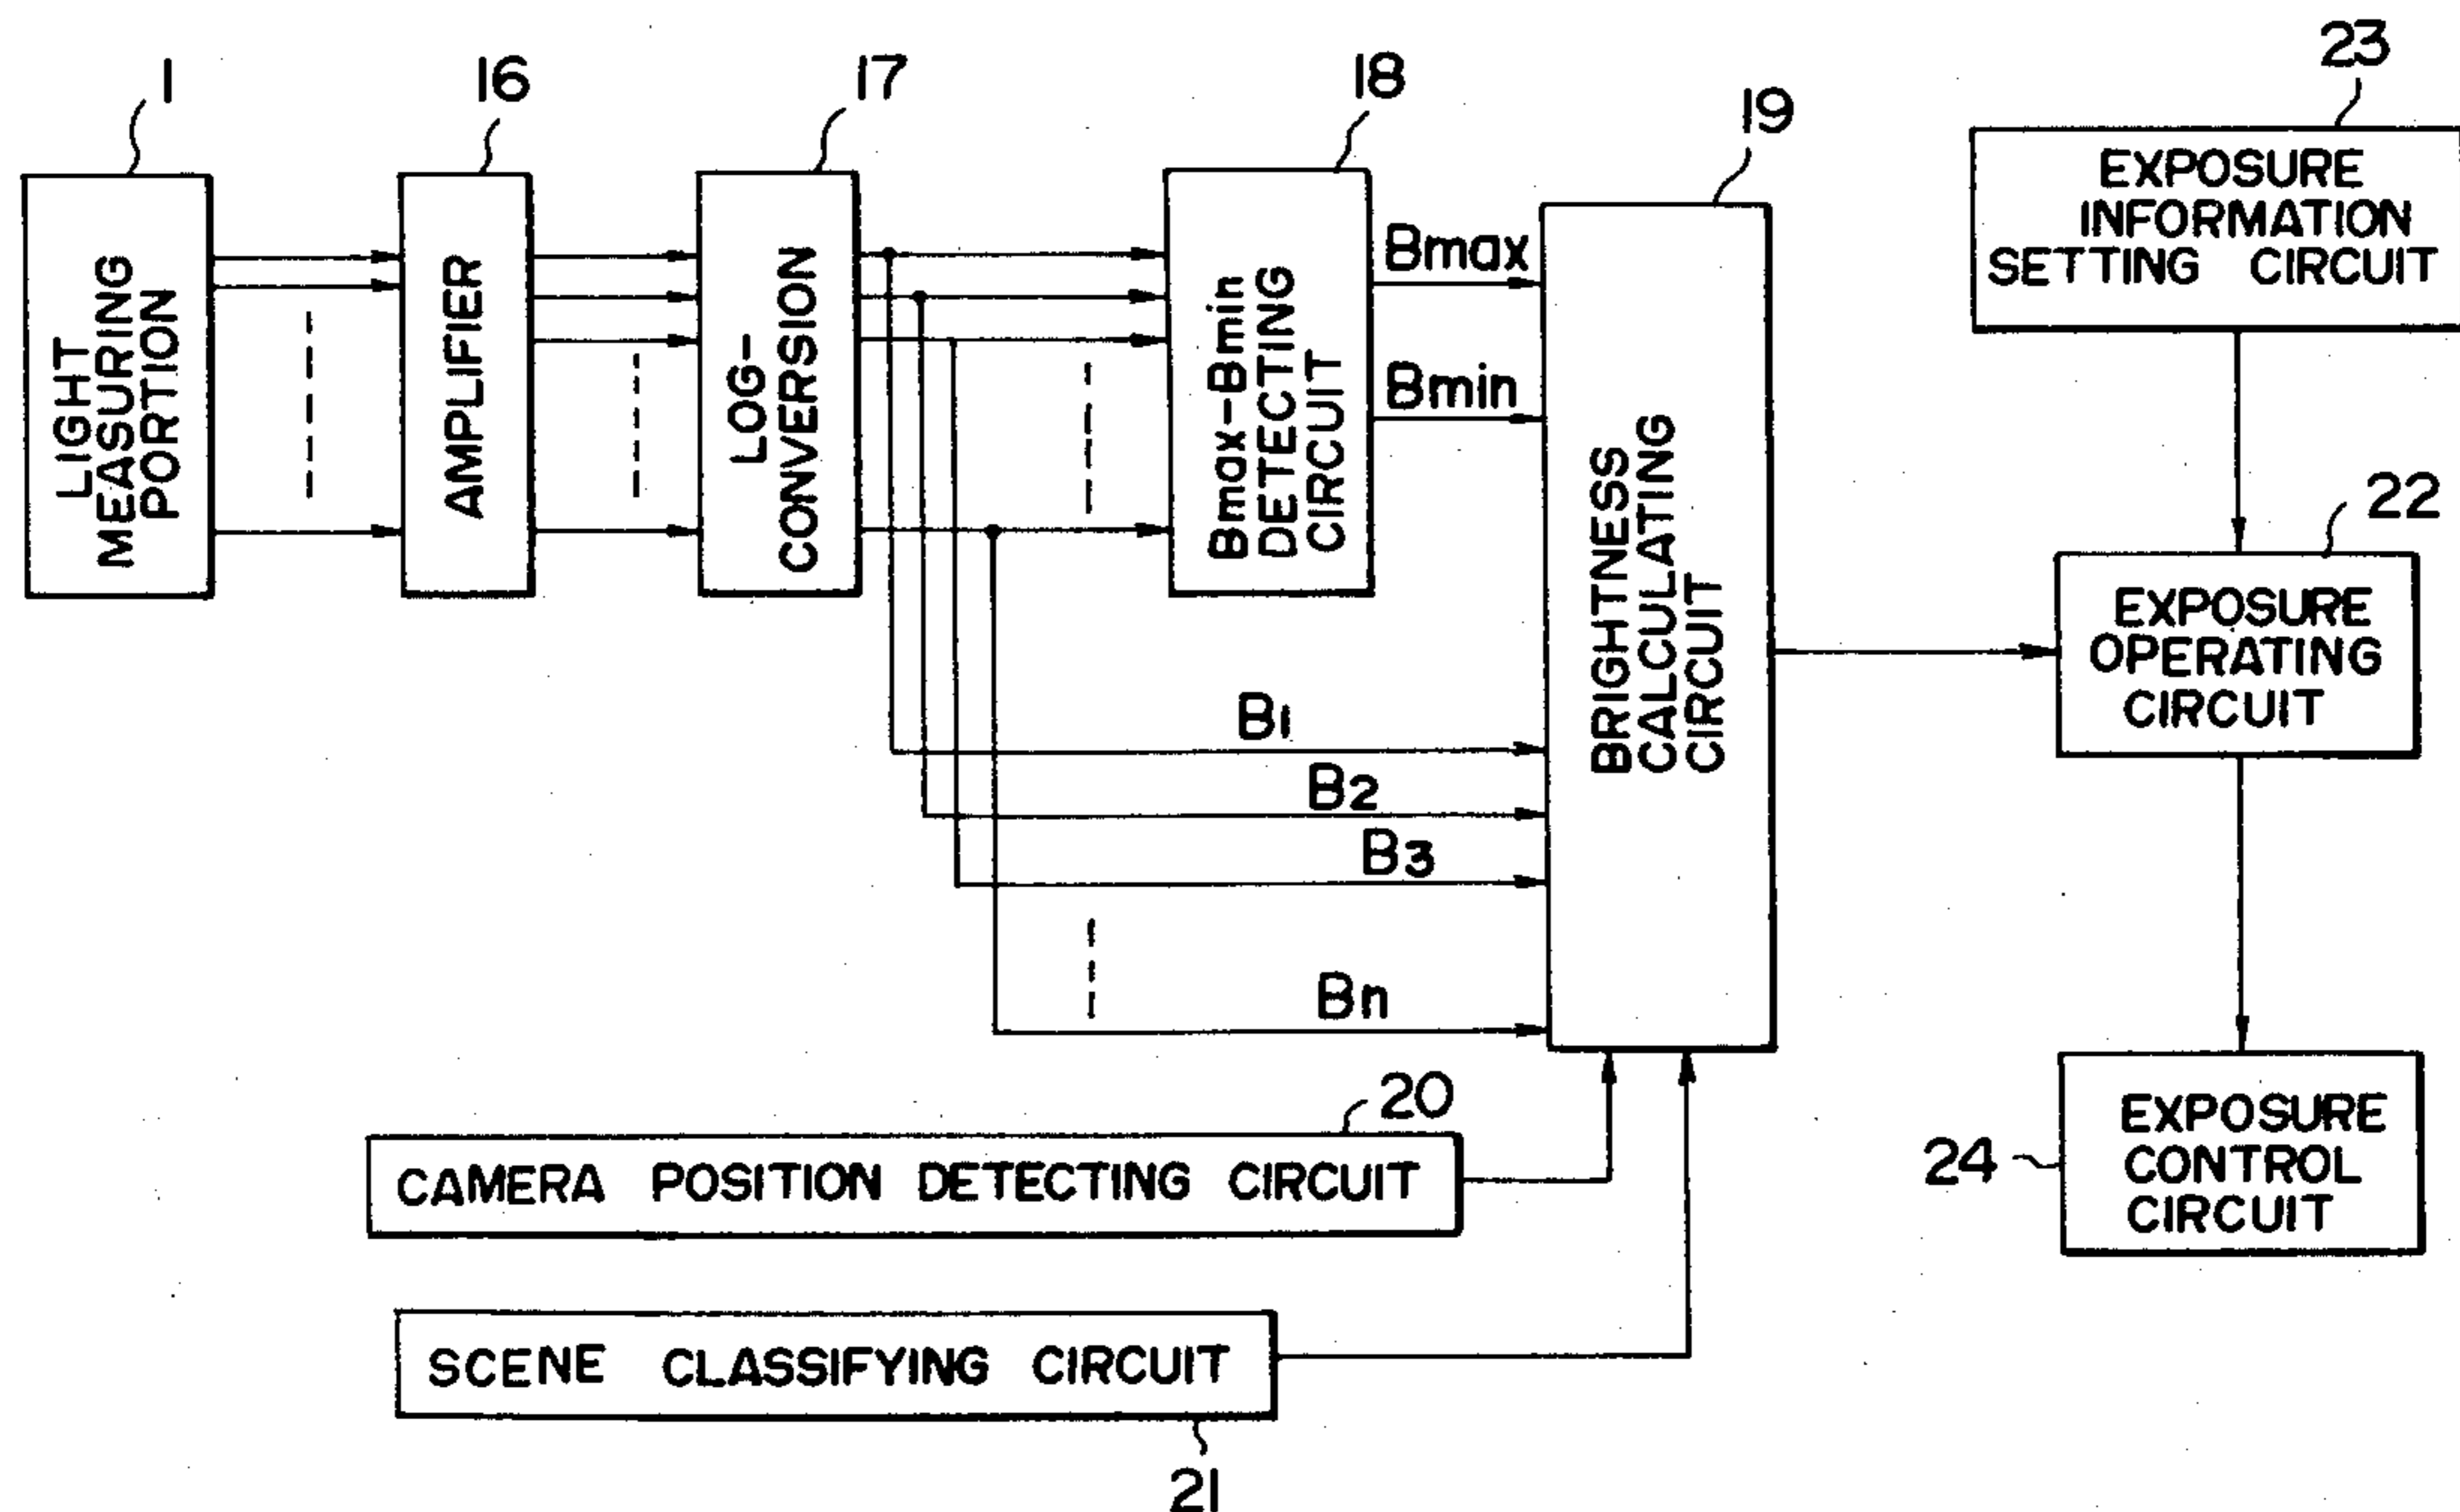 1
16
17
18
19
23
LIGHT
MEASURING
PORTION
AMPLIFIER
LOG-
CONVERSION
Bmax-Bmin
DETECTING
CIRCUIT
Bmax
Bmin
BRIGHTNESS
CALCULATING
CIRCUIT
EXPOSURE
INFORMATION
SETTING CIRCUIT
22
EXPOSURE
OPERATING
CIRCUIT
B1
B2
B3
Bn
20
CAMERA POSITION DETECTING CIRCUIT
24
EXPOSURE
CONTROL
CIRCUIT
SCENE CLASSIFYING CIRCUIT
21